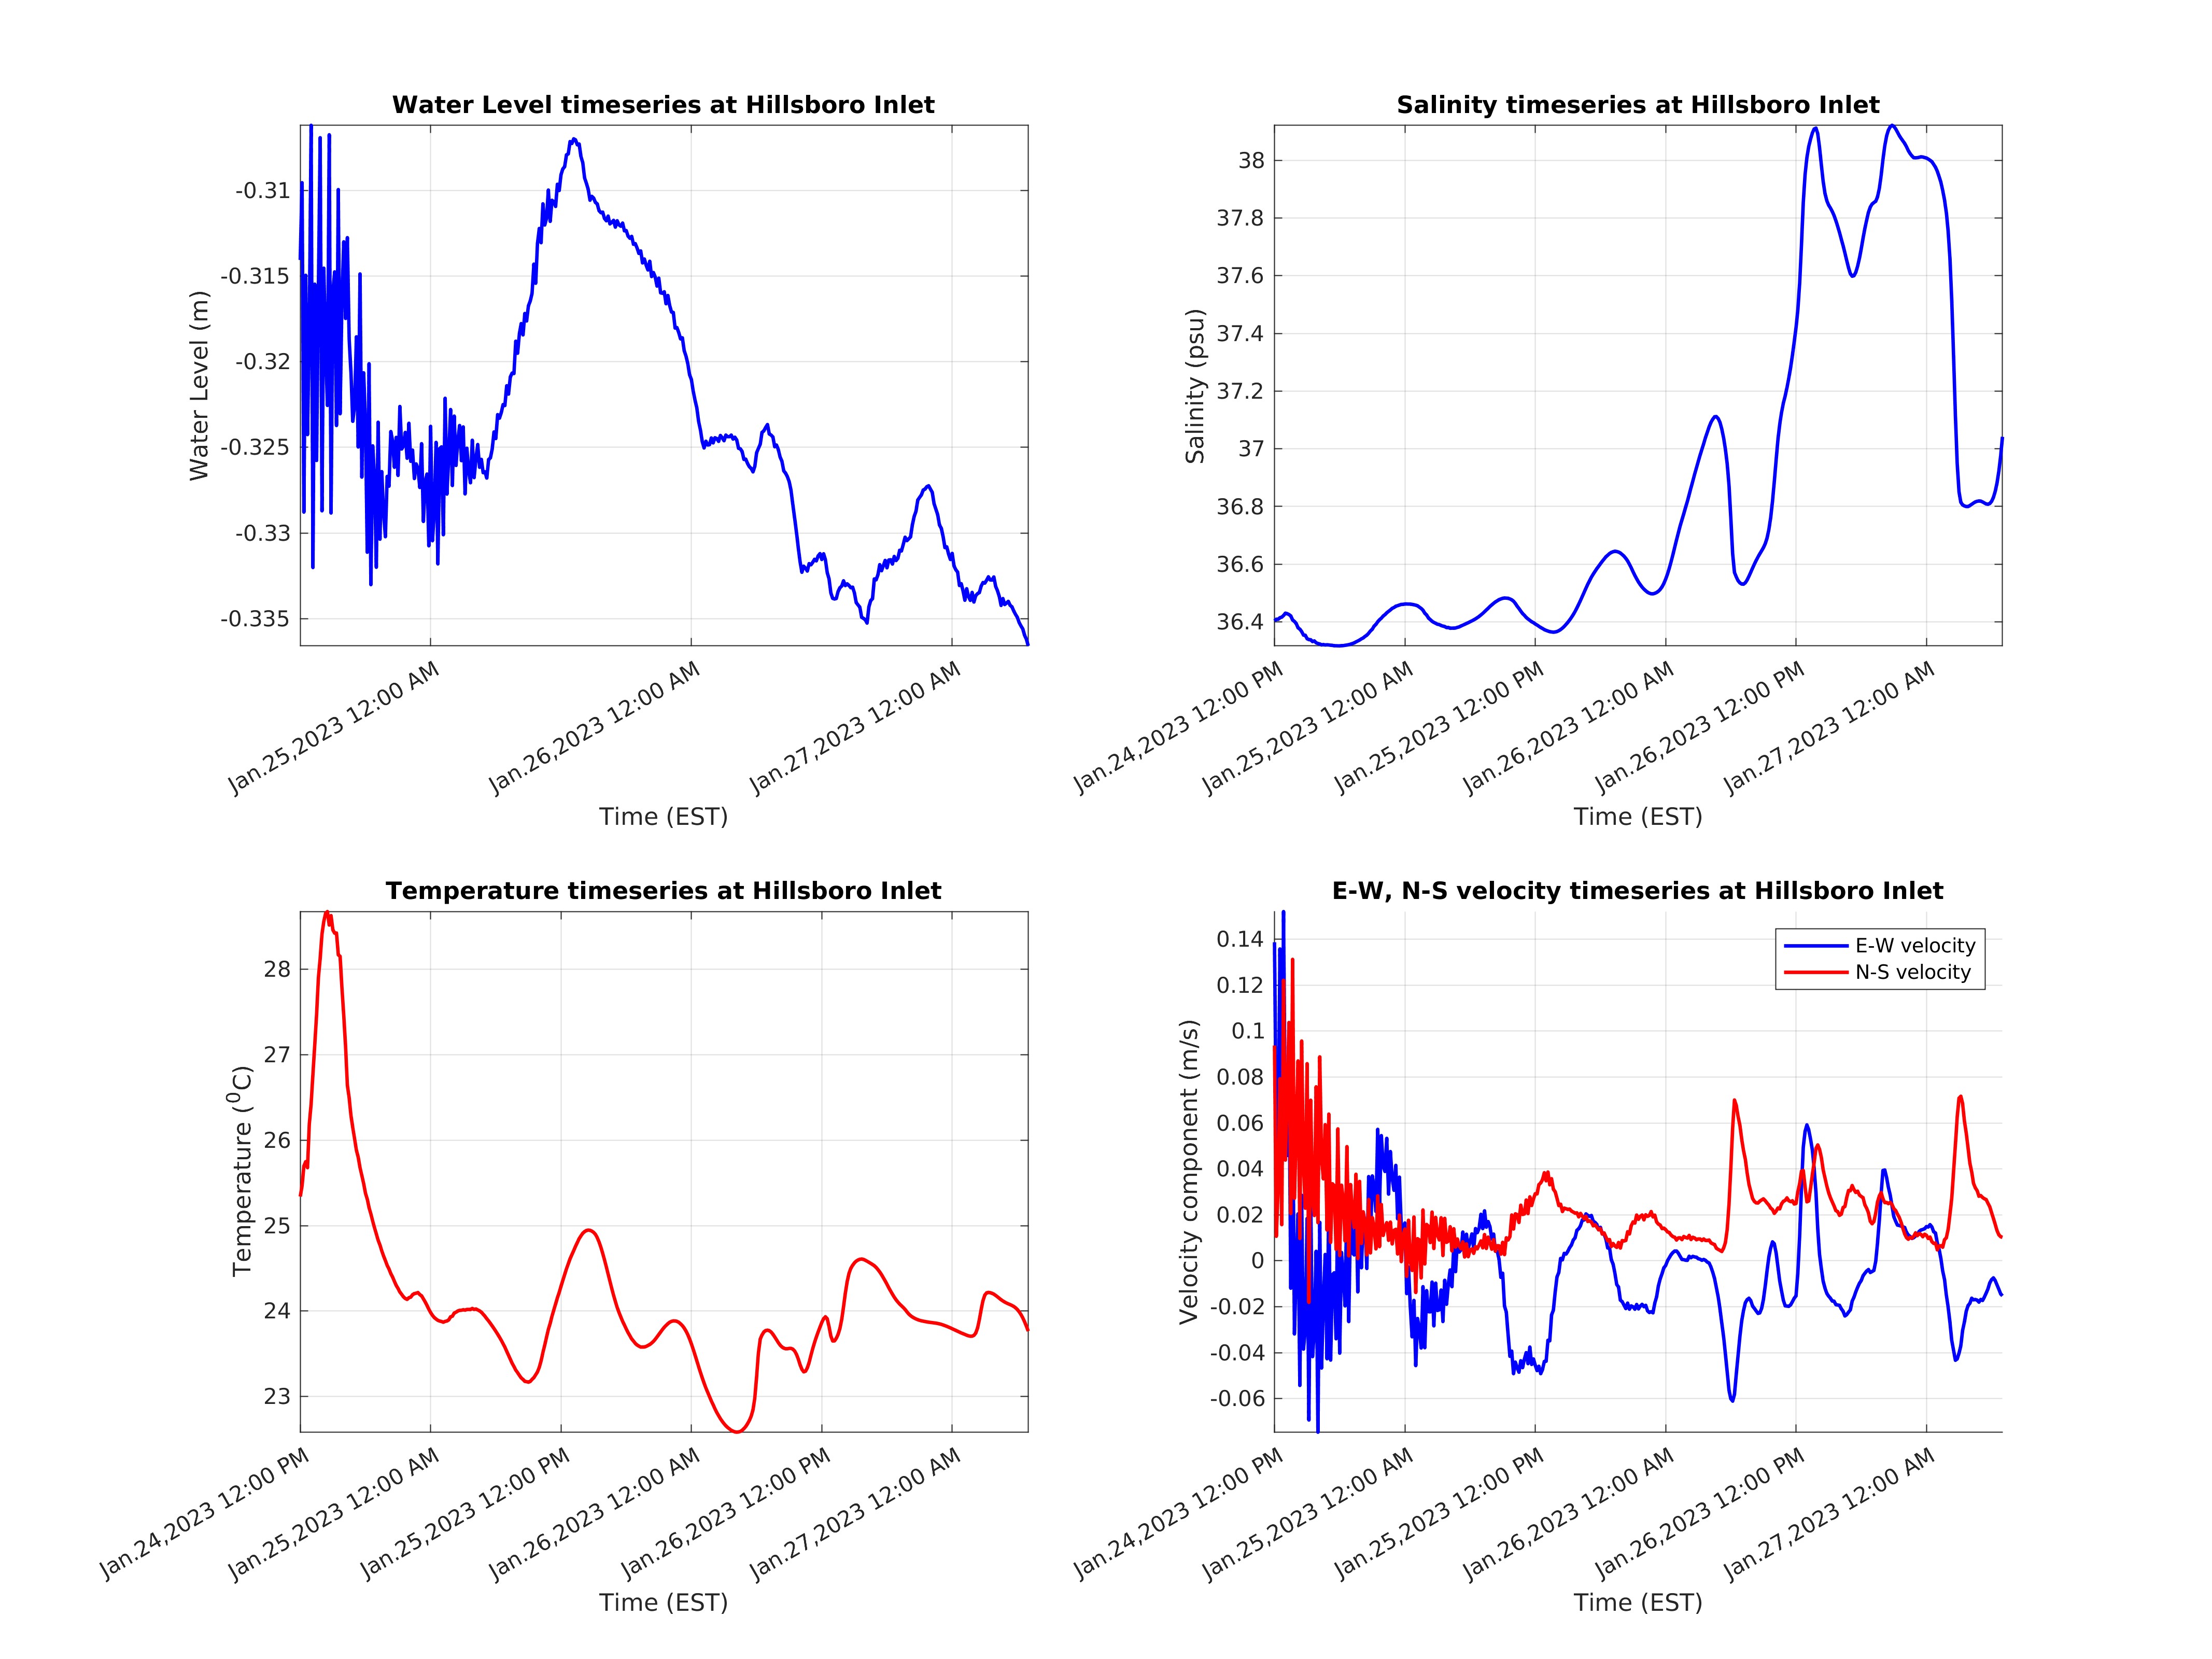 Water Level timeseries at Hillsboro Inlet
Water Level (m)
-0.31
-0.315
-0.32
-0.325
-0.33
-0.335
Jan.25,2023 12:00 AM
Jan.26,2023 12:00 AM
Jan.27,2023 12:00 AM
Time (EST)
Salinity timeseries at Hillsboro Inlet
Salinity (psu)
38
37.8
37.6
37.4
37.2
37
36.8
36.6
36.4
Jan.24,2023 12:00 PM
Jan.25,2023 12:00 AM
Jan.25,2023 12:00 PM
Jan.26,2023 12:00 AM
Jan.26,2023 12:00 PM
Jan.27,2023 12:00 AM
Time (EST)
Temperature timeseries at Hillsboro Inlet
Temperature (⁰C)
28
27
26
25
24
23
Jan.24,2023 12:00 PM
Jan.25,2023 12:00 AM
Jan.25,2023 12:00 PM
Jan.26,2023 12:00 AM
Jan.26,2023 12:00 PM
Jan.27,2023 12:00 AM
Time (EST)
E-W, N-S velocity timeseries at Hillsboro Inlet
E-W velocity
N-S velocity
Velocity component (m/s)
0.14
0.12
0.1
0.08
0.06
0.04
0.02
0
-0.02
-0.04
-0.06
Jan.24,2023 12:00 PM
Jan.25,2023 12:00 AM
Jan.25,2023 12:00 PM
Jan.26,2023 12:00 AM
Jan.26,2023 12:00 PM
Jan.27,2023 12:00 AM
Time (EST)